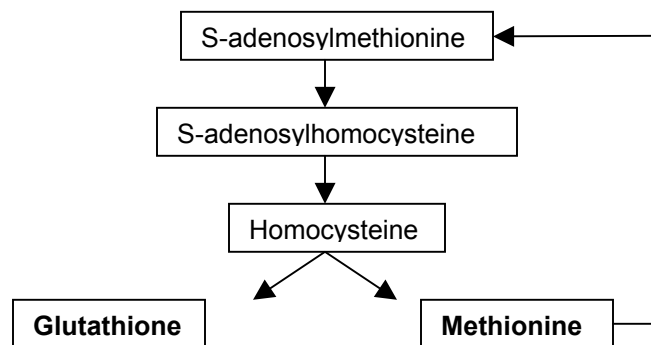 S-adenosylmethionine
S-adenosylhomocysteine
Homocysteine
Glutathione
Methionine